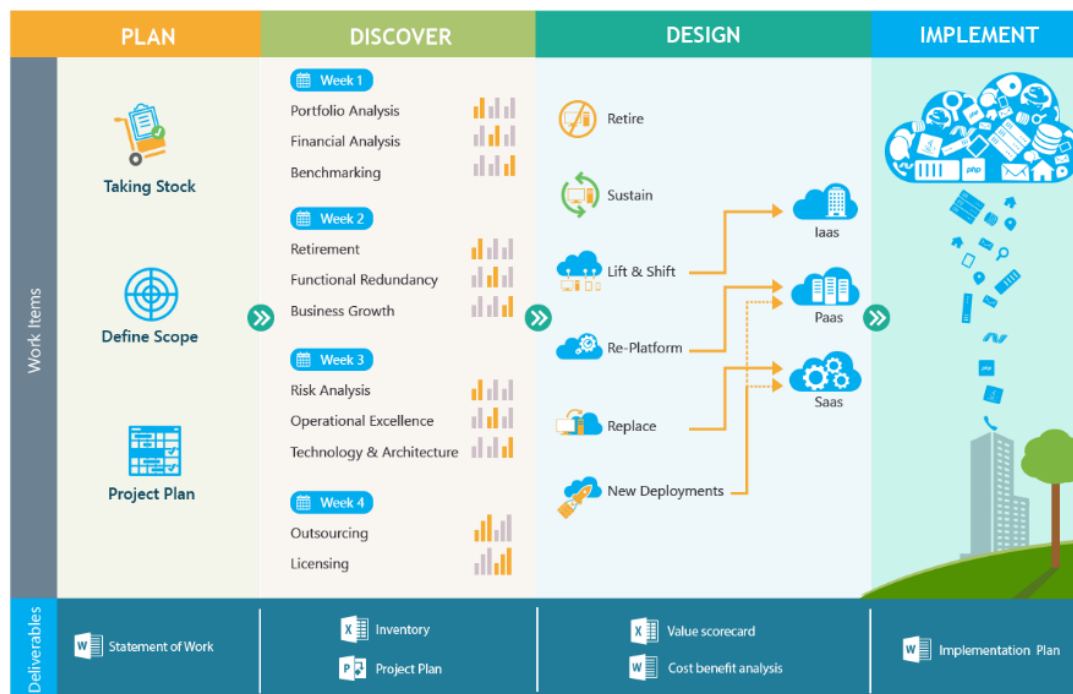 PLAN
DISCOVER
DESIGN
IMPLEMENT
Work Items
Taking Stock
Define Scope
Project Plan
Week 1
Portfolio Analysis
Financial Analysis
Benchmarking
Week 2
Retirement
Functional Redundancy
Business Growth
Week 3
Risk Analysis
Operational Excellence
Technology & Architecture
Week 4
Outsourcing
Licensing
Retire
Sustain
Lift & Shift
Re-Platform
Replace
New Deployments
Iaas
Paas
Saas
php
php
php
Deliverables
W
Statement of Work
X
Inventory
P
Project Plan
X
Value scorecard
W
Cost benefit analysis
W
Implementation Plan